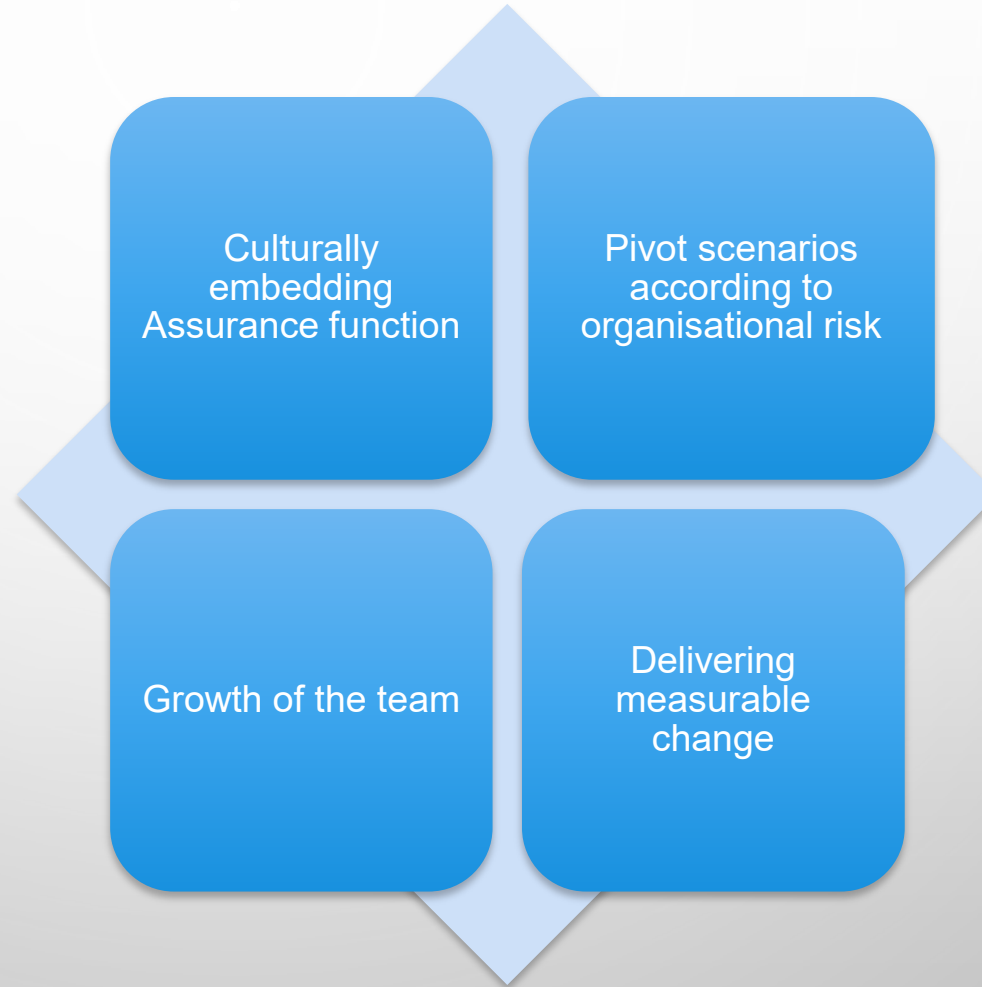 Culturally
embedding
Assurance function
Pivot scenarios
according to
organisational risk
Growth of the team
Delivering
measurable
change